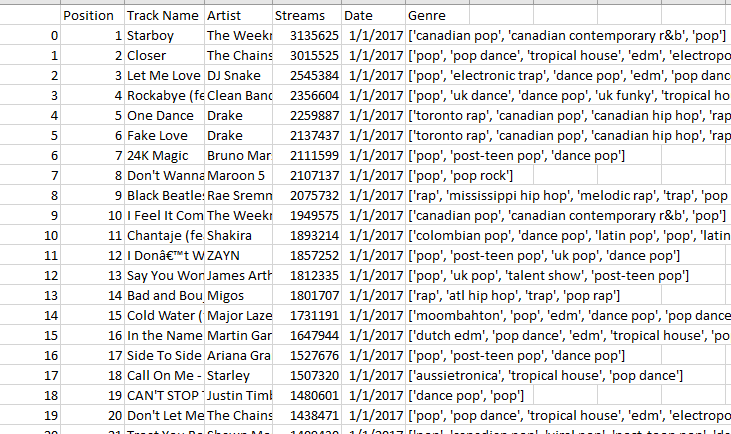 Position Track Name Artist Streams Date Genre
0 1 Starboy The Weekr 3135625 1/1/2017 ['canadian pop', 'canadian contemporary r&b', 'pop']
1 2 Closer The Chains 3015525 1/1/2017 ['pop', 'pop dance', 'tropical house', 'edm', 'electropo
2 3 Let Me Love DJ Snake 2545384 1/1/2017 ['pop', 'electronic trap', 'dance pop', 'edm', 'pop danc
3 4 Rockabye (fe Clean Banc 2356604 1/1/2017 ['pop', 'uk dance', 'dance pop', 'uk funky', 'tropical ho
4 5 One Dance Drake 2259887 1/1/2017 ['toronto rap', 'canadian pop', 'canadian hip hop', 'rap
5 6 Fake Love Drake 2137437 1/1/2017 ['toronto rap', 'canadian pop', 'canadian hip hop', 'rap
6 7 24K Magic Bruno Mar 2111599 1/1/2017 ['pop', 'post-teen pop', 'dance pop']
7 8 Don't Wanna Maroon 5 2107137 1/1/2017 ['pop', 'pop rock']
8 9 Black Beatle: Rae Sremm 2075732 1/1/2017 ['rap', 'mississippi hip hop', 'melodic rap', 'trap', 'pop
9 10 I Feel It Com The Weekr 1949575 1/1/2017 ['canadian pop', 'canadian contemporary r&b', 'pop']
10 11 Chantaje (fe Shakira 1893214 1/1/2017 ['colombian pop', 'dance pop', 'latin pop', 'pop', 'latin
11 12 I Donâ€™t W ZAYN 1857252 1/1/2017 ['pop', 'post-teen pop', 'uk pop', 'dance pop']
12 13 Say You Won James Arth 1812335 1/1/2017 ['pop', 'uk pop', 'talent show', 'post-teen pop']
13 14 Bad and Bou Migos 1801707 1/1/2017 ['rap', 'atl hip hop', 'trap', 'pop rap']
14 15 Cold Water ( Major Laze 1731191 1/1/2017 ['moombahton', 'pop', 'edm', 'dance pop', 'pop dance
15 16 In the Name Martin Gar 1647944 1/1/2017 ['dutch edm', 'pop dance', 'edm', 'tropical house', 'po
16 17 Side To Side Ariana Gra 1527676 1/1/2017 ['pop', 'post-teen pop', 'dance pop']
17 18 Call On Me - Starley 1507320 1/1/2017 ['aussietronica', 'tropical house', 'pop dance']
18 19 CAN'T STOP Justin Timb 1480601 1/1/2017 ['dance pop', 'pop']
19 20 Don't Let Me The Chains 1438471 1/1/2017 ['pop', 'pop dance', 'tropical house', 'edm', 'electropo